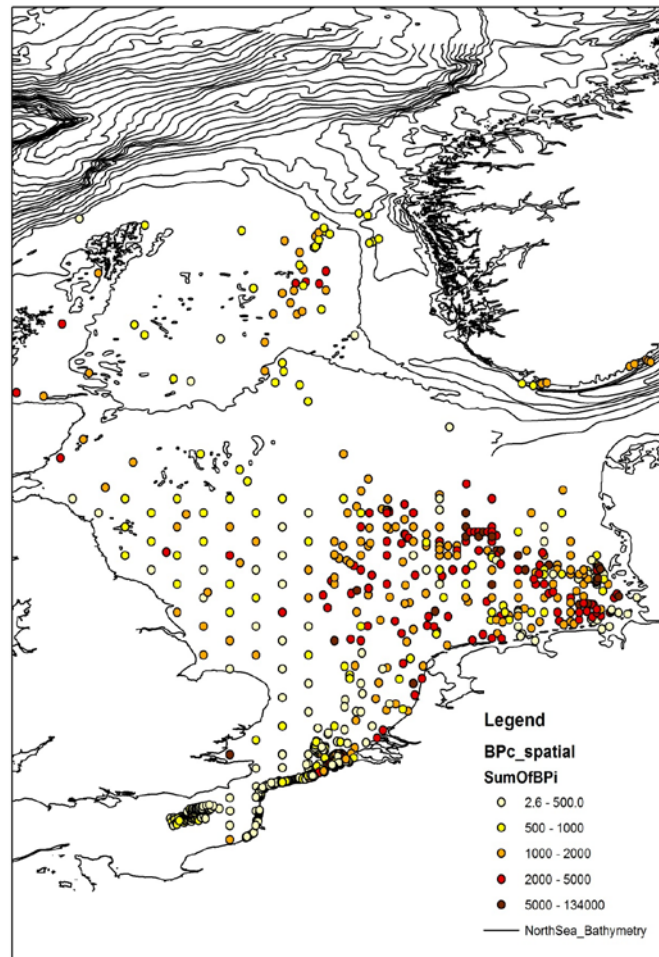 Legend
BPc_spatial
SumOfBPi
2.6 - 500.0
500 - 1000
1000 - 2000
2000 - 5000
5000 - 134000
NorthSea_Bathymetry